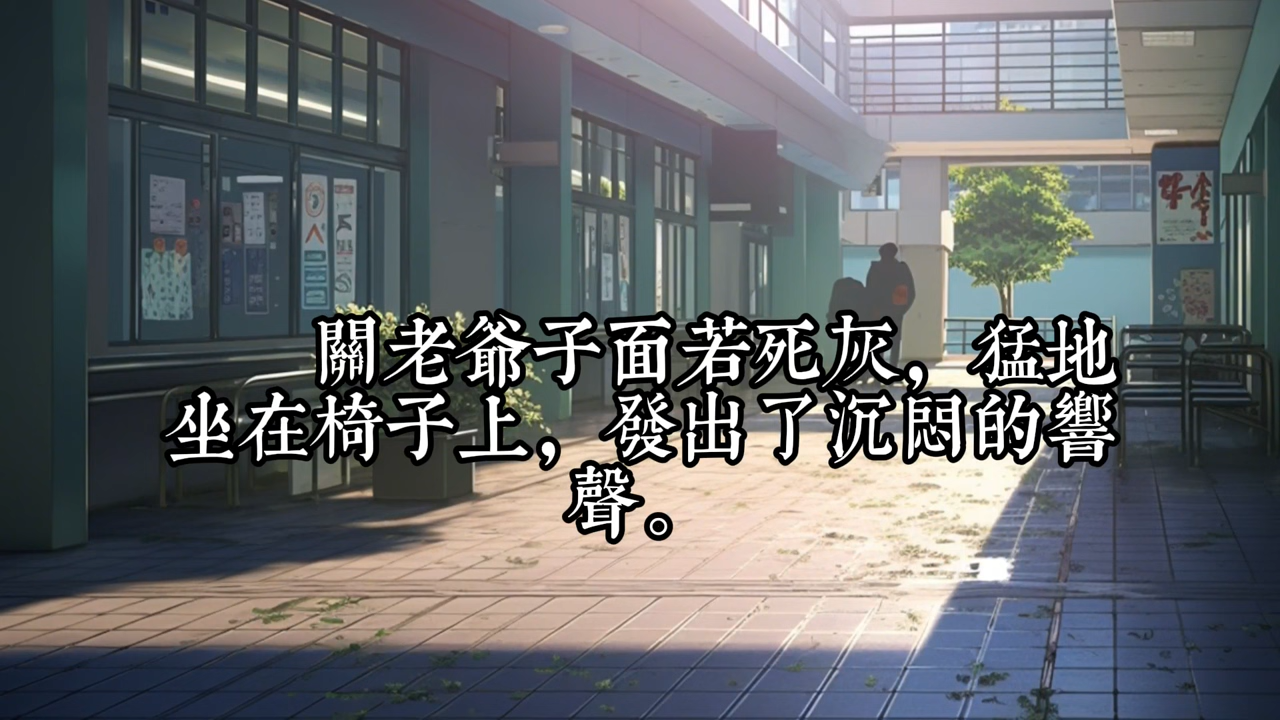 關老爺子面若死灰，猛地
坐在椅子上，發出了沉悶的響
聲。